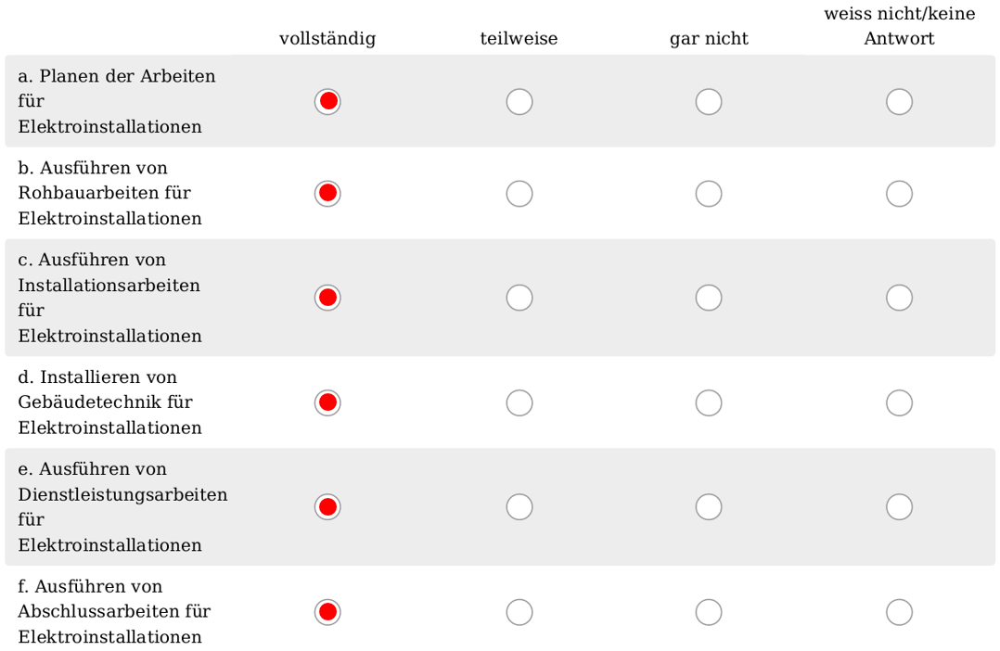 weiss nicht/keine
vollständig teilweise gar nicht Antwort
a. Planen der Arbeiten
für
Elektroinstallationen
b. Ausführen von
Rohbauarbeiten für
Elektroinstallationen
c. Ausführen von
Installationsarbeiten
für
Elektroinstallationen
d. Installieren von
Gebäudetechnik für
Elektroinstallationen
e. Ausführen von
Dienstleistungsarbeiten
für
Elektroinstallationen
f. Ausführen von
Abschlussarbeiten für
Elektroinstallationen